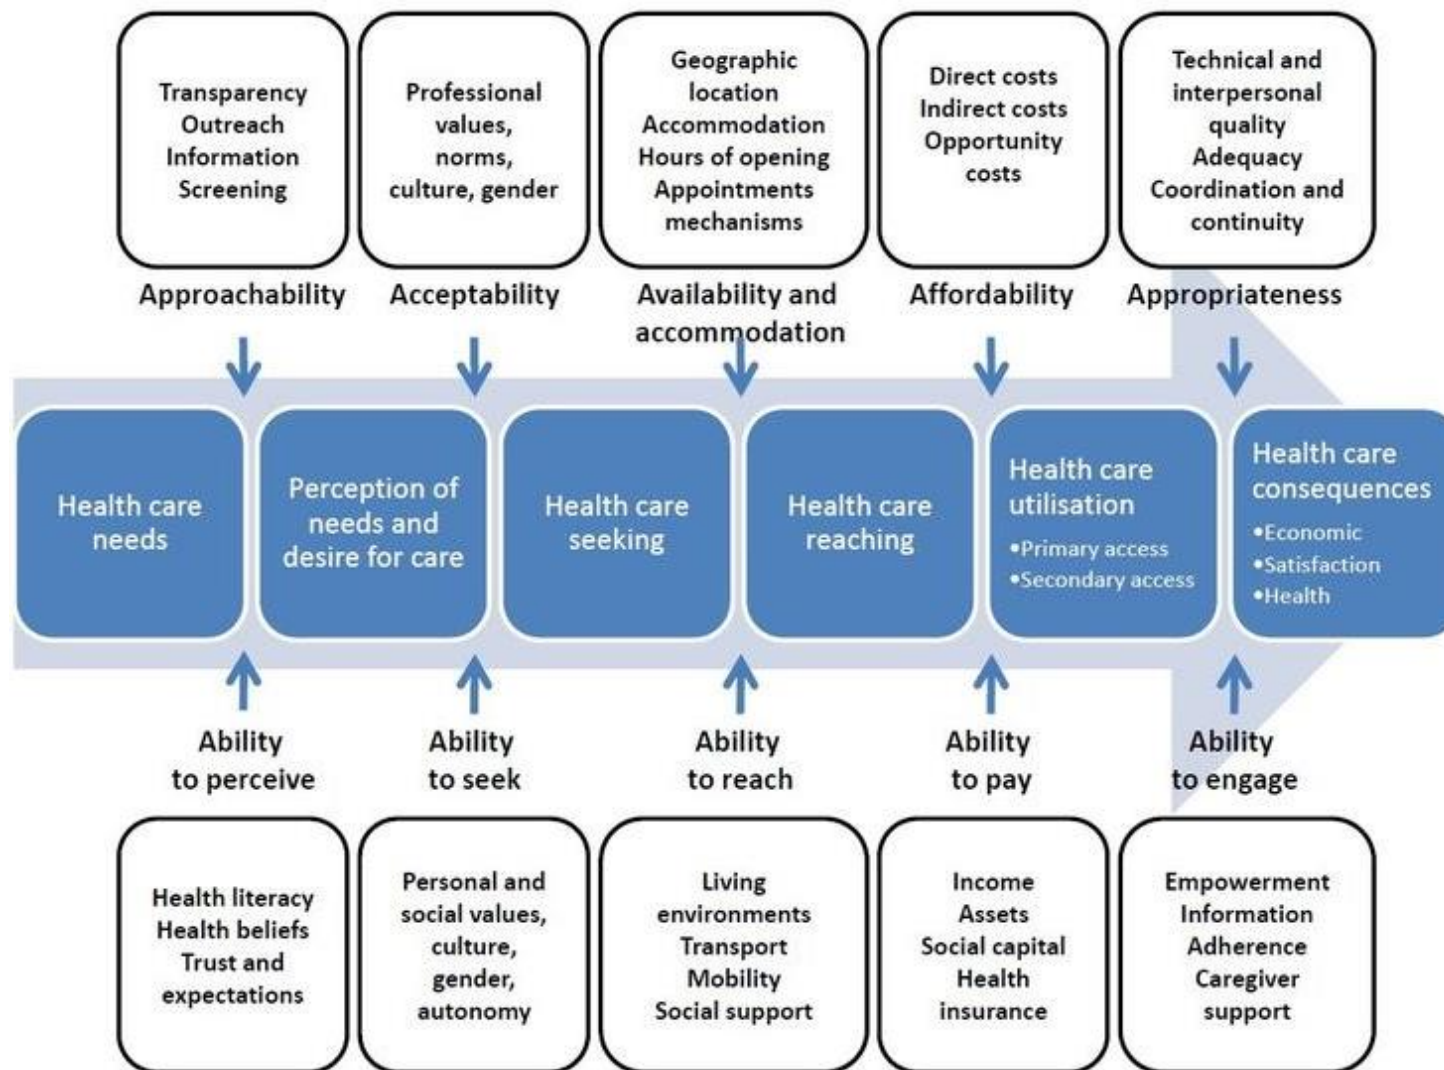 Transparency
Outreach
Information
Screening
Professional
values,
norms,
culture, gender
Geographic
location
Accommodation
Hours of opening
Appointments
mechanisms
Direct costs
Indirect costs
Opportunity
costs
Technical and
interpersonal
quality
Adequacy
Coordination and
continuity
Approachability
Acceptability
Availability and
accommodation
Affordability
Appropriateness
Health care
needs
Perception of
needs and
desire for care
Health care
seeking
Health care
reaching
Health care
utilisation
•Primary access
•Secondary access
Health care
consequences
•Economic
•Satisfaction
•Health
Ability
to perceive
Ability
to seek
Ability
to reach
Ability
to pay
Ability
to engage
Health literacy
Health beliefs
Trust and
expectations
Personal and
social values,
culture,
gender,
autonomy
Living
environments
Transport
Mobility
Social support
Income
Assets
Social capital
Health
insurance
Empowerment
Information
Adherence
Caregiver
support